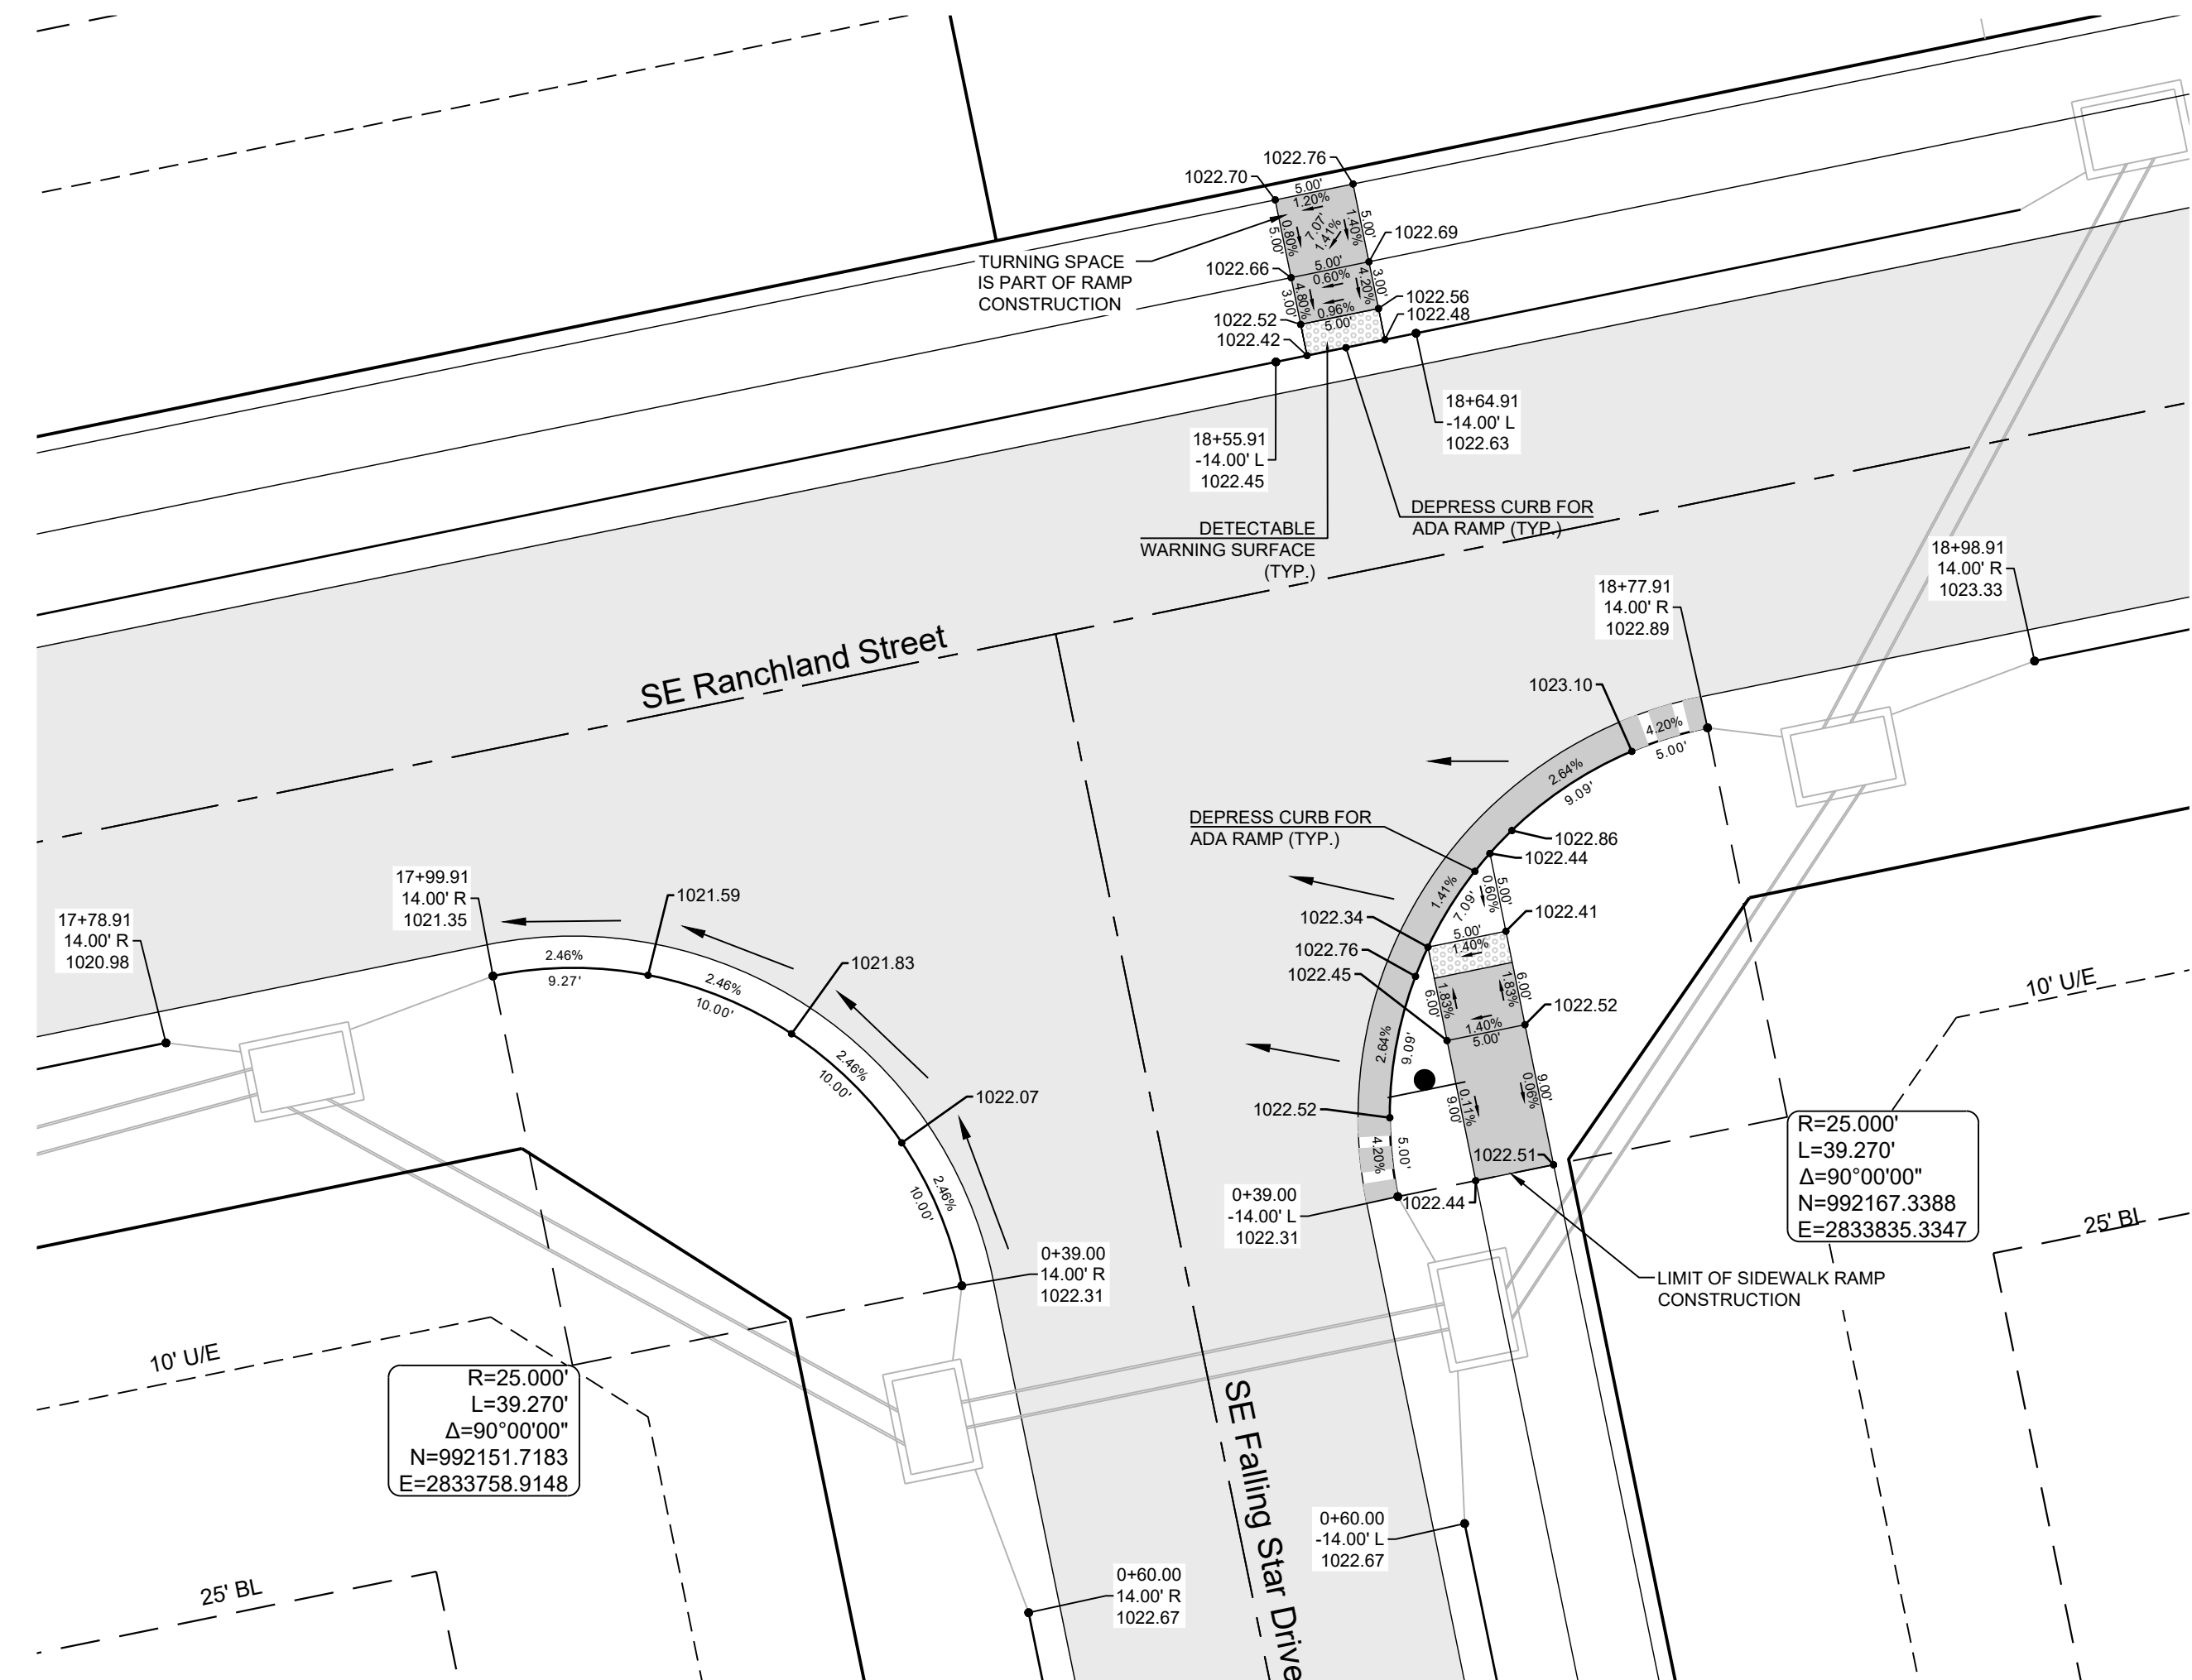 1022.76
1022.70
5.00'
1.20%
0.80%
5.00'
7.07'
1.41%
1.40%
5.00'
1022.69
TURNING SPACE
IS PART OF RAMP
CONSTRUCTION
1022.66
5.00'
0.60%
4.80%
3.00'
4.20%
3.00'
0.96%
5.00'
1022.56
1022.52
1022.48
1022.42
18+64.91
-14.00' L
1022.63
18+55.91
-14.00' L
1022.45
DEPRESS CURB FOR
ADA RAMP (TYP.)
DETECTABLE
WARNING SURFACE
(TYP.)
18+98.91
14.00' R
1023.33
18+77.91
14.00' R
1022.89
SE Ranchland Street
1023.10
4.20%
5.00'
2.64%
9.09'
DEPRESS CURB FOR
ADA RAMP (TYP.)
1022.86
1022.44
1.41%
7.09'
0.60%
5.00'
1022.34
1022.41
5.00'
1.40%
1022.76
1022.45
1.83%
6.00'
1.83%
6.00'
1022.52
1.40%
5.00'
2.64%
9.09'
0.11%
9.00'
0.06%
9.00'
1022.52
4.20%
5.00'
1022.51
1022.44
0+39.00
-14.00' L
1022.31
LIMIT OF SIDEWALK RAMP
CONSTRUCTION
10' U/E
R=25.000'
L=39.270'
Δ=90°00'00"
N=992167.3388
E=2833835.3347
25' BL
17+78.91
14.00' R
1020.98
17+99.91
14.00' R
1021.35
1021.59
2.46%
9.27'
1021.83
2.46%
10.00'
2.46%
10.00'
1022.07
2.46%
10.00'
0+39.00
14.00' R
1022.31
10' U/E
R=25.000'
L=39.270'
Δ=90°00'00"
N=992151.7183
E=2833758.9148
25' BL
SE Falling Star Drive
0+60.00
-14.00' L
1022.67
0+60.00
14.00' R
1022.67